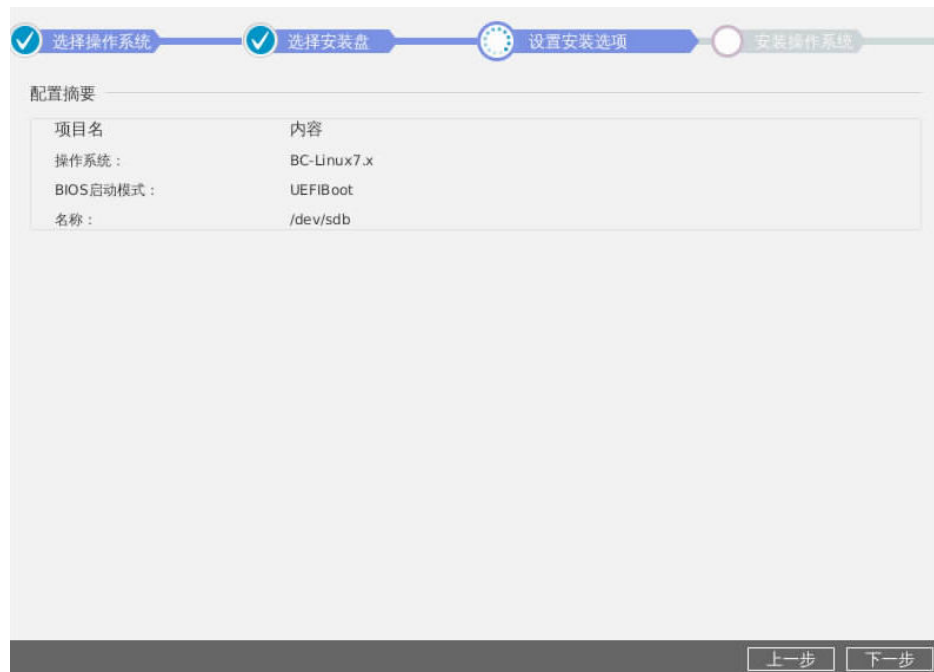 选择操作系统 选择安装盘 设置安装选项 安装操作系统
配置摘要
项目名 内容
操作系统： BC-Linux7.x
BIOS启动模式： UEFIBoot
名称： /dev/sdb
上一步 下一步